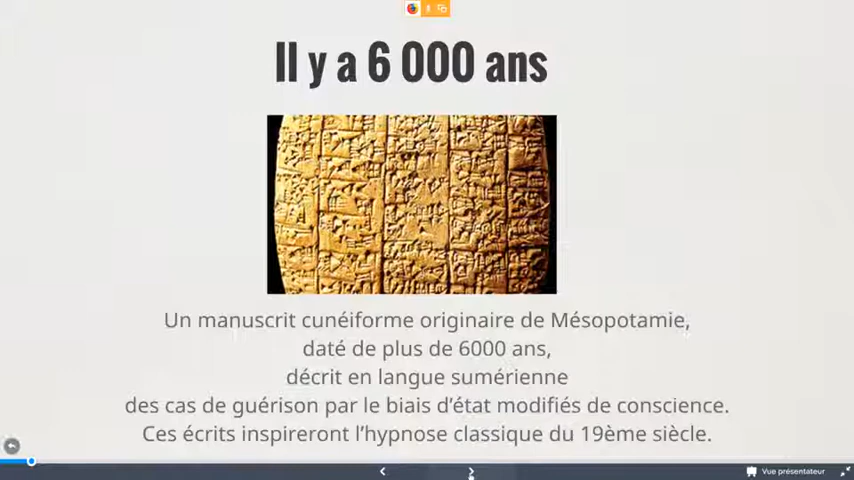 Il y a 6 000 ans
Un manuscrit cunéiforme originaire de Mésopotamie,
daté de plus de 6000 ans,
décrit en langue sumérienne
des cas de guérison par le biais d'état modifiés de conscience.
Ces écrits inspireront l'hypnose classique du 19ème siècle.
Vue présentateur